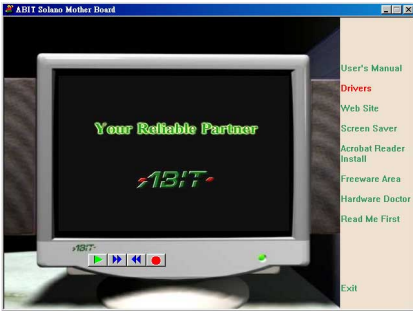 ABIT Solano Mother Board
User's Manual
Drivers
Web Site
Screen Saver
Acrobat Reader
Install
Freeware Area
Hardware Doctor
Read Me First
Exit
Your Reliable Partner
ABIT
ABIT